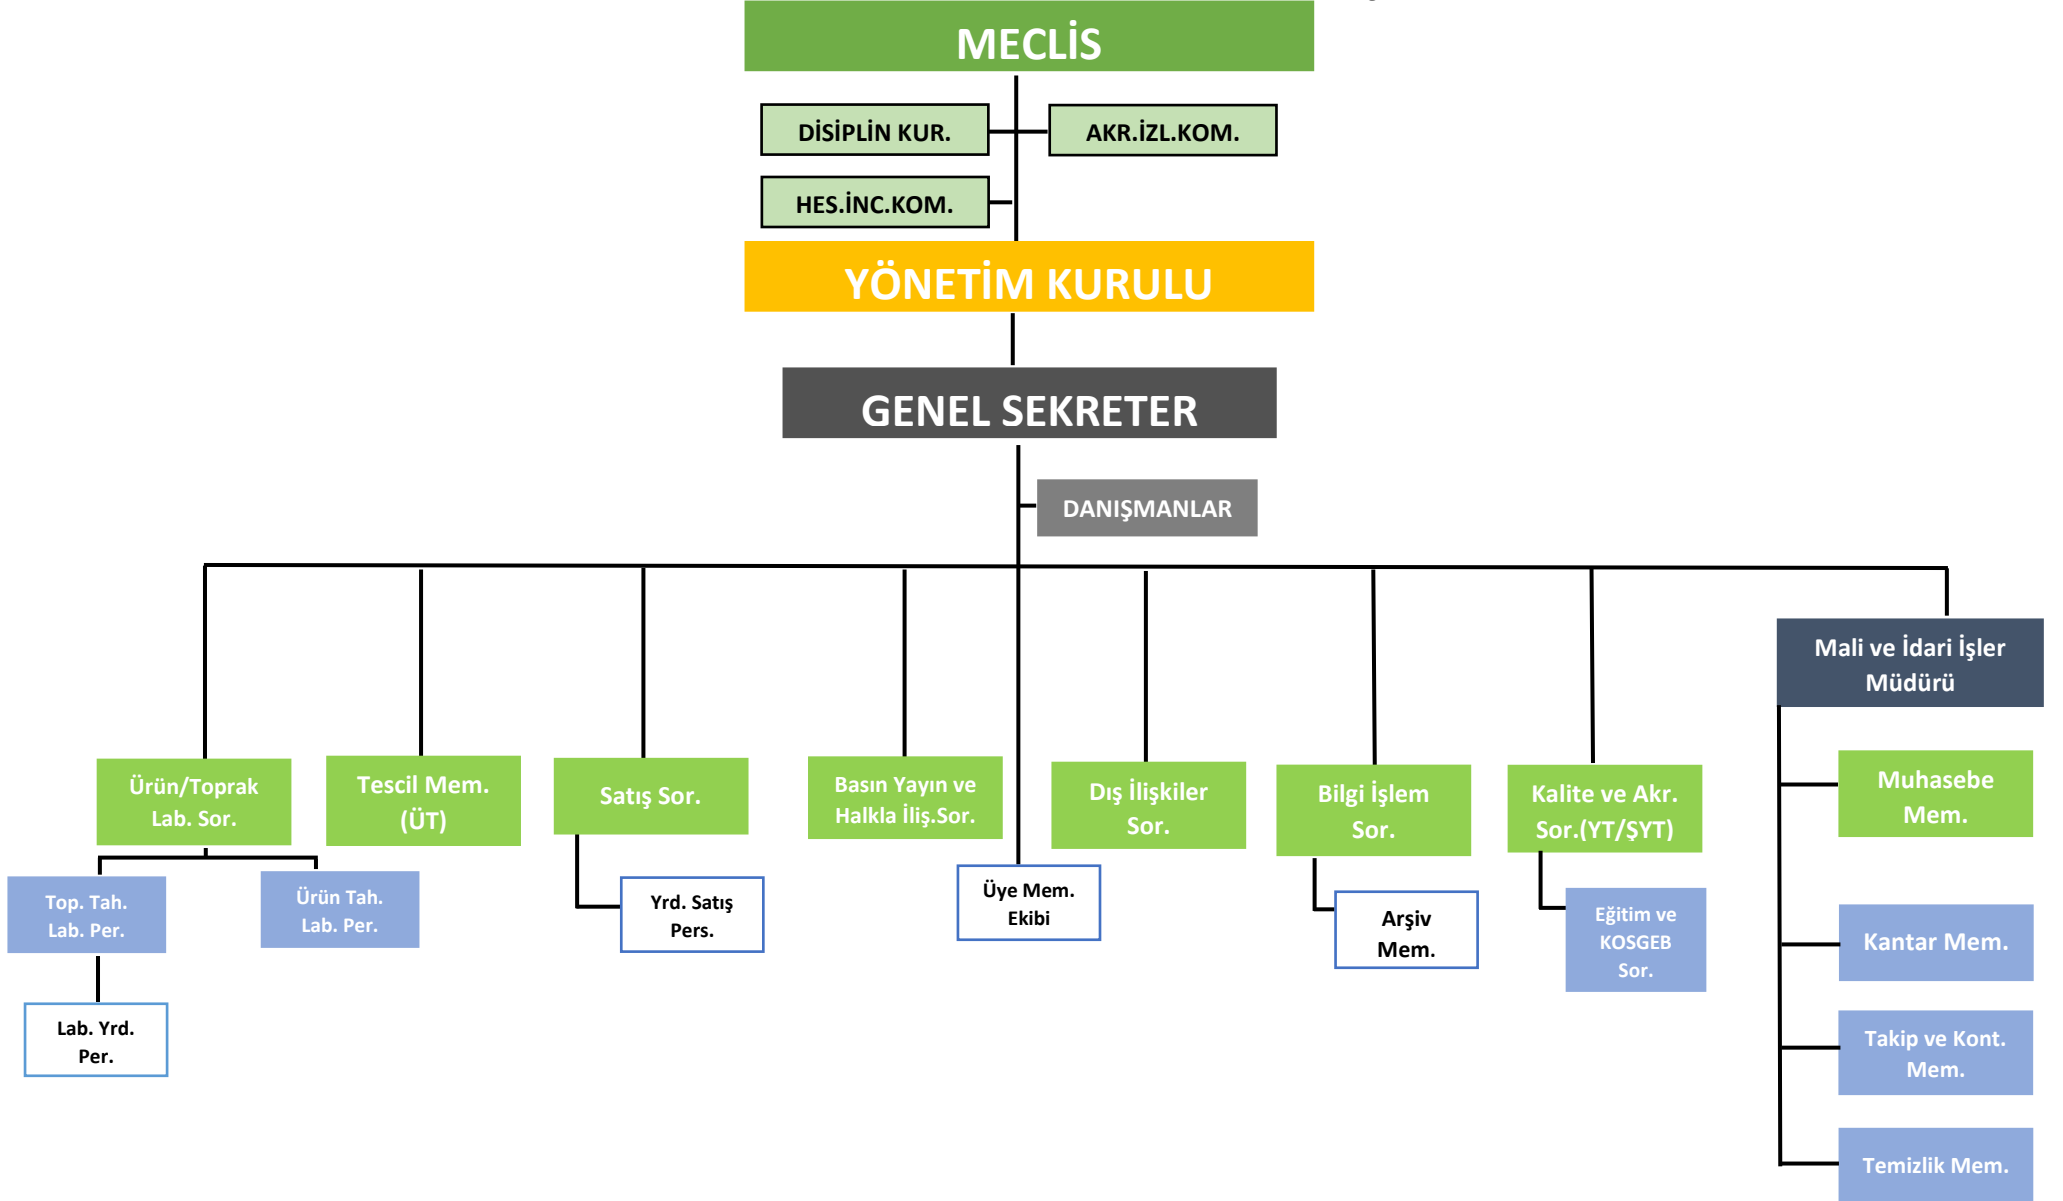 MECLİS
DİSİPLİN KUR.
AKR.İZL.KOM.
HES.İNC.KOM.
YÖNETİM KURULU
GENEL SEKRETER
DANIŞMANLAR
Mali ve İdari İşler
Müdürü
Ürün/Toprak
Lab. Sor.
Tescil Mem.
(ÜT)
Satış Sor.
Basın Yayın ve
Halkla İliş.Sor.
Dış İlişkiler
Sor.
Bilgi İşlem
Sor.
Kalite ve Akr.
Sor.(YT/ŞYT)
Muhasebe
Mem.
Top. Tah.
Lab. Per.
Ürün Tah.
Lab. Per.
Yrd. Satış
Pers.
Üye Mem.
Ekibi
Arşiv
Mem.
Eğitim ve
KOSGEB
Sor.
Kantar Mem.
Lab. Yrd.
Per.
Takip ve Kont.
Mem.
Temizlik Mem.